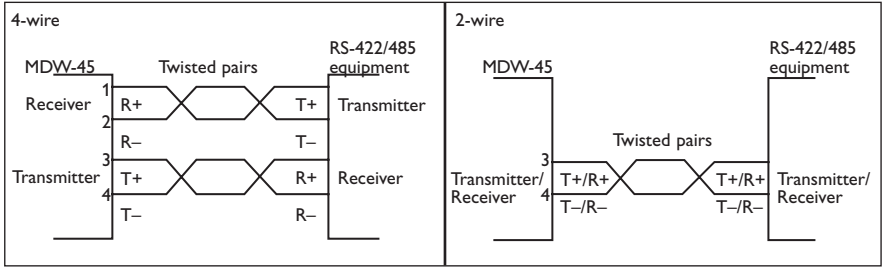 4-wire
MDW-45 Twisted pairs RS-422/485 equipment
Receiver 1 R+ T+ Transmitter
2 R– T–
Transmitter 3 T+ R+ Receiver
4 T– R–
2-wire
MDW-45 RS-422/485 equipment
Twisted pairs
Transmitter/ Receiver 3 T+/R+ T+/R+ Transmitter/ Receiver
4 T–/R– T–/R–